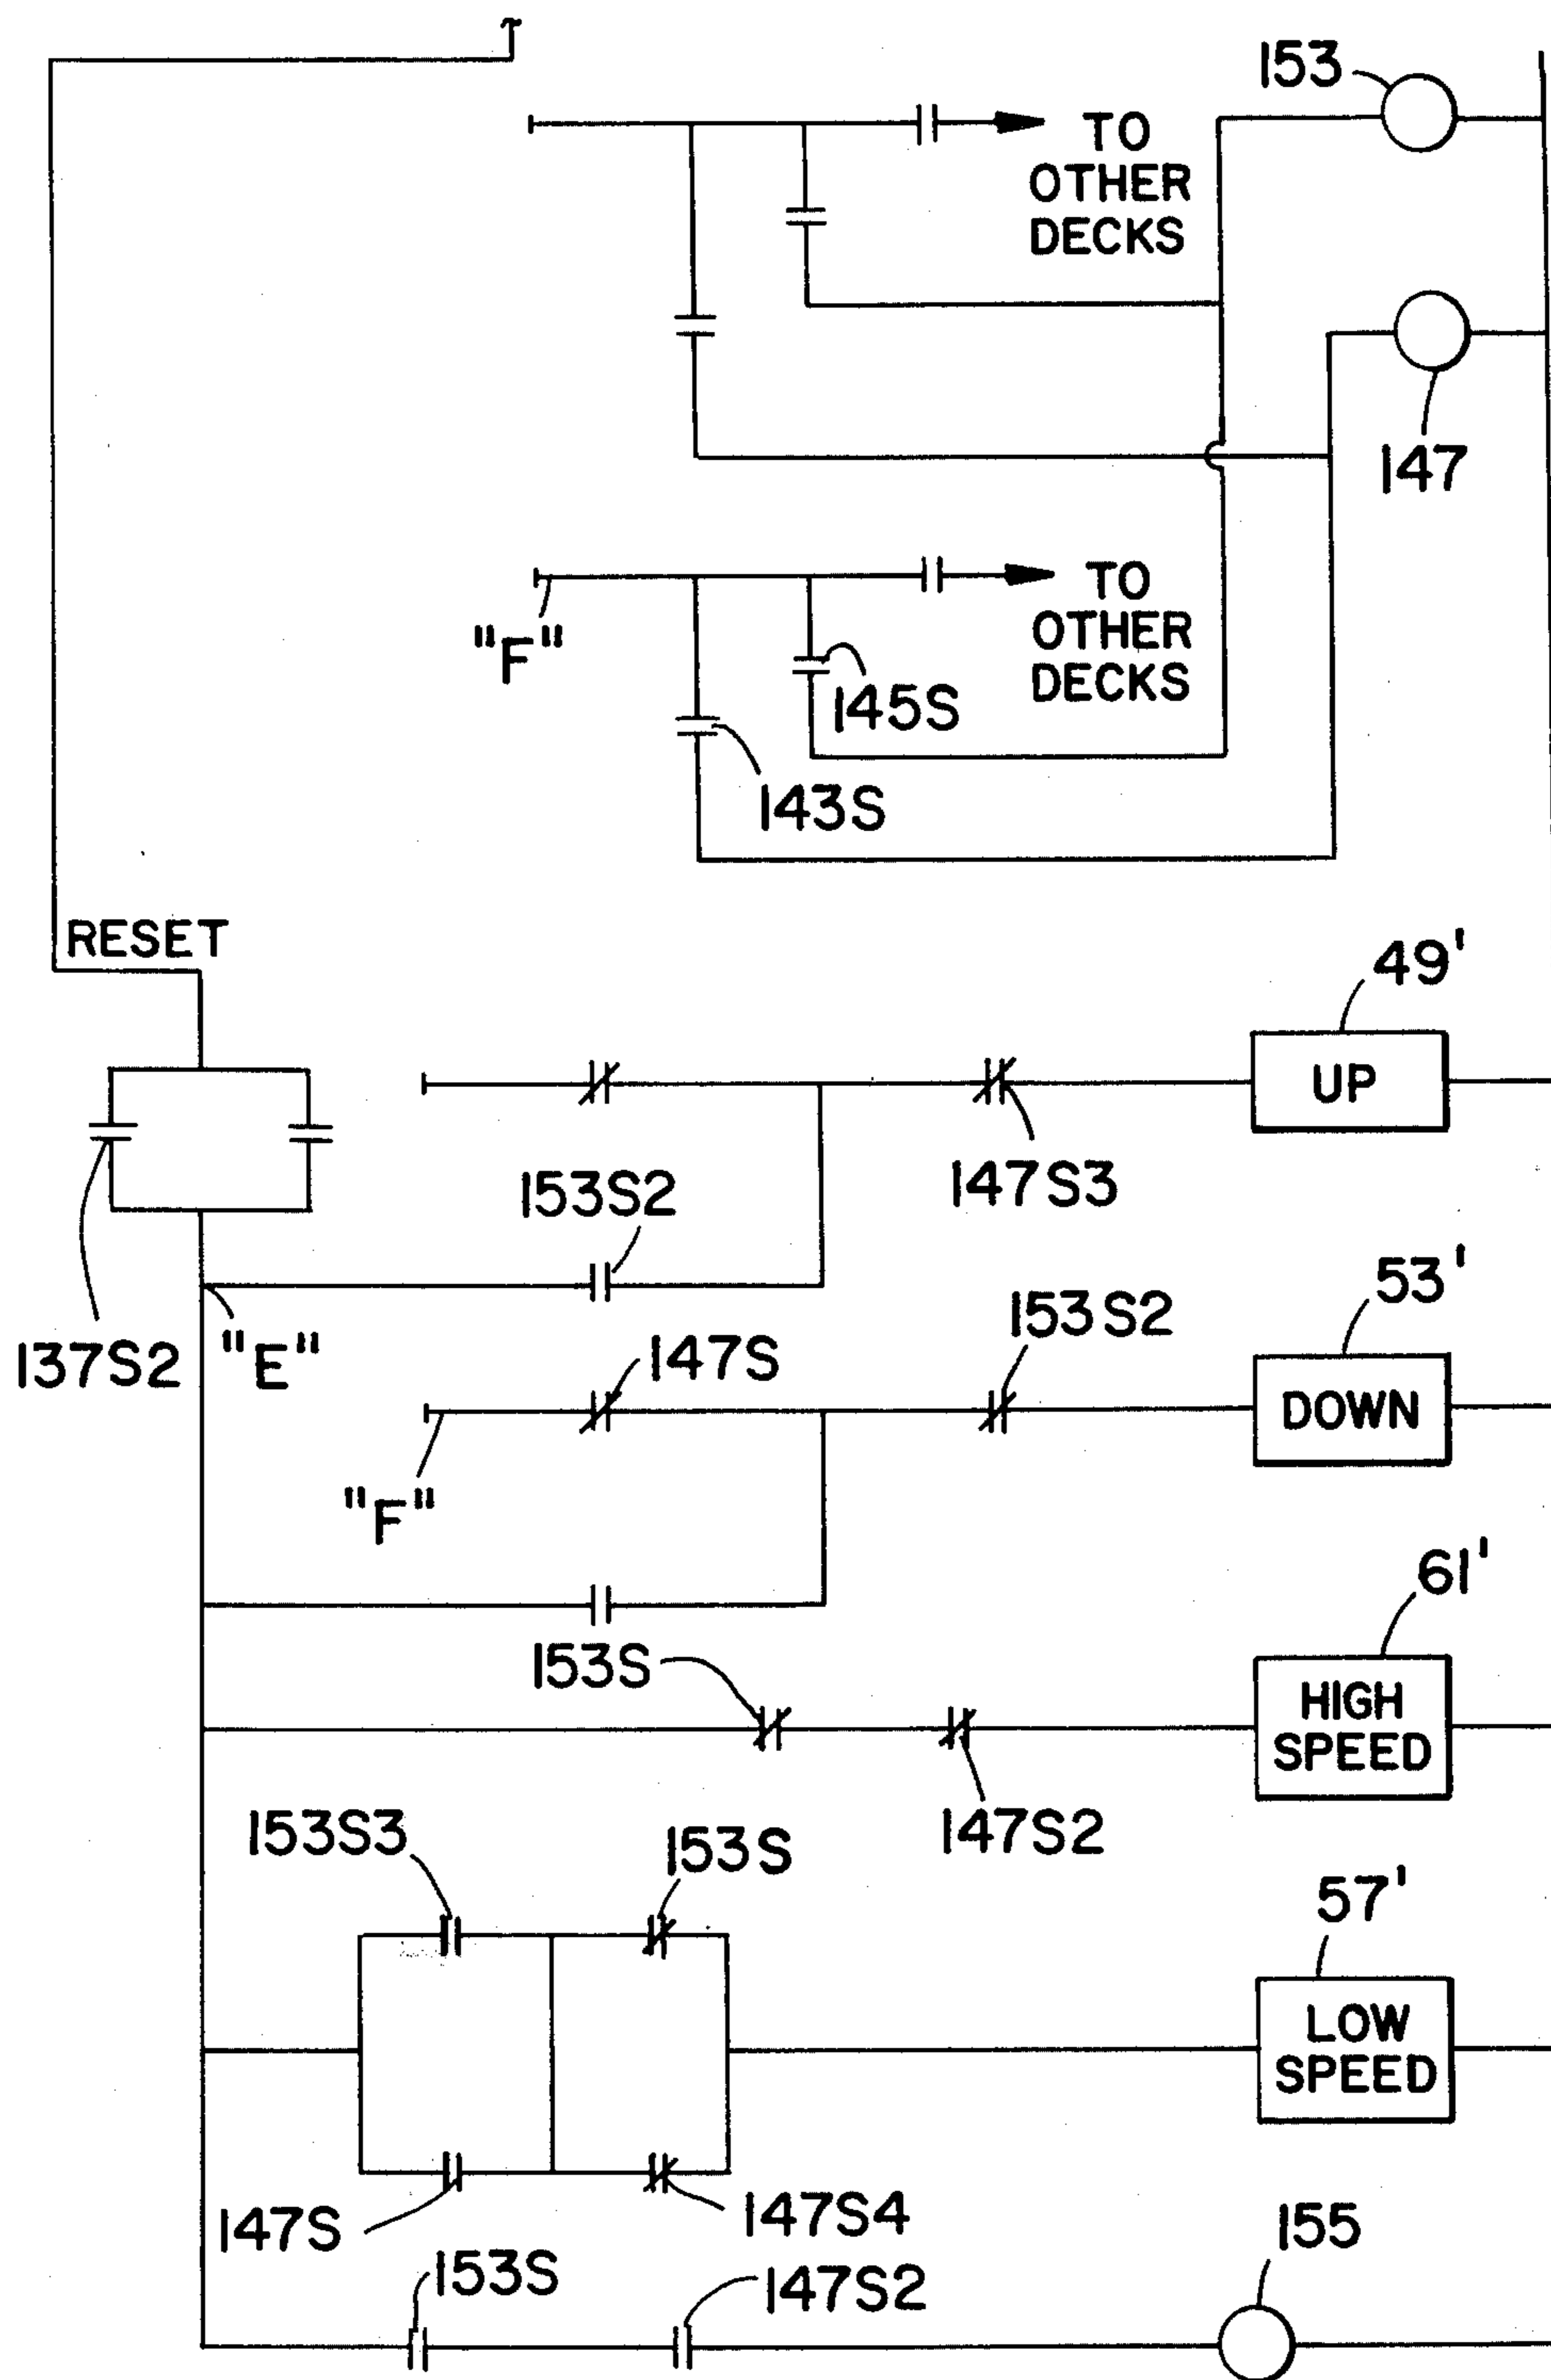 153
TO
OTHER
DECKS
147
"F"
TO
OTHER
DECKS
145S
143S
RESET
49'
UP
147S3
153S2
137S2
"E"
147S
153S2
53'
DOWN
"F"
61'
153S
HIGH
SPEED
147S2
153S3
153S
57'
LOW
SPEED
147S
147S4
155
153S
147S2